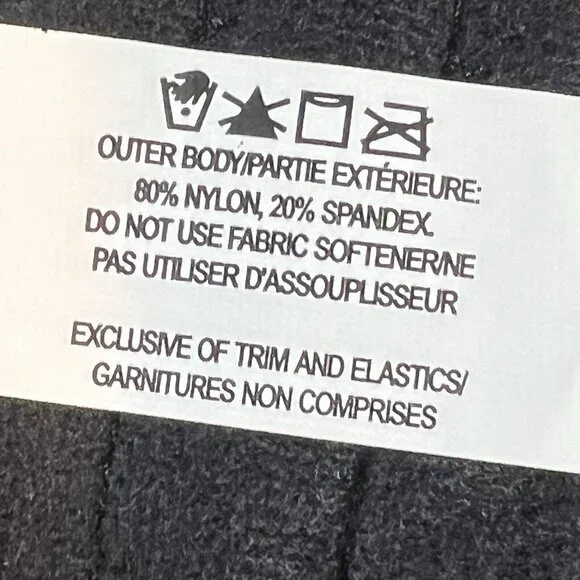 OUTER BODY/PARTIE EXTÉRIEURE:
80% NYLON, 20% SPANDEX.
DO NOT USE FABRIC SOFTENER/NE
PAS UTILISER D'ASSOUPLISSEUR
EXCLUSIVE OF TRIM AND ELASTICS/
GARNITURES NON COMPRISES